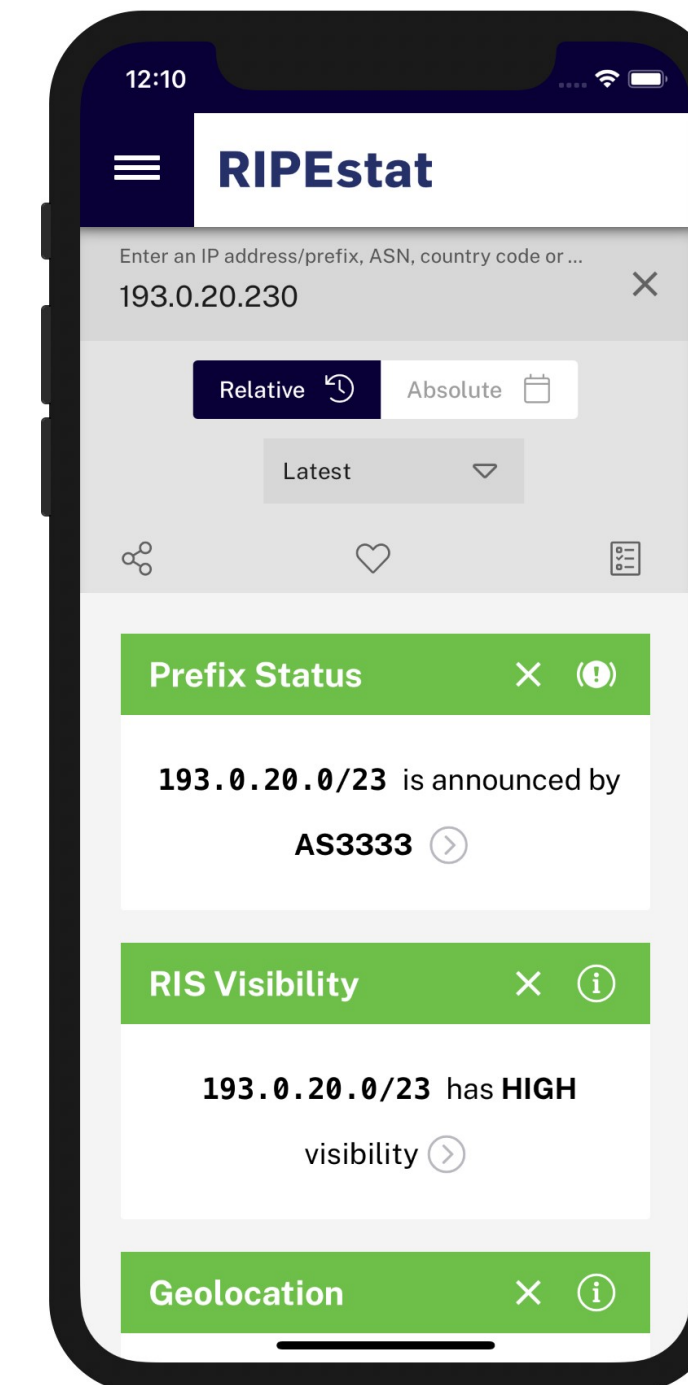 12:10
RIPEstat
Enter an IP address/prefix, ASN, country code or ...
193.0.20.230
Relative
Absolute
Latest
Prefix Status
193.0.20.0/23 is announced by
AS3333
RIS Visibility
193.0.20.0/23 has HIGH
visibility
Geolocation